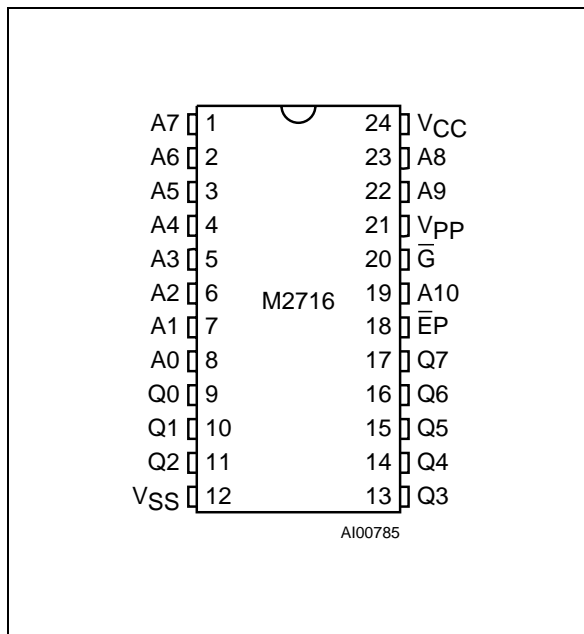 A7 1 24 VCC
A6 2 23 A8
A5 3 22 A9
A4 4 21 VPP
A3 5 20 G̅
A2 6 19 A10
M2716
A1 7 18 E̅P
A0 8 17 Q7
Q0 9 16 Q6
Q1 10 15 Q5
Q2 11 14 Q4
VSS 12 13 Q3
AI00785